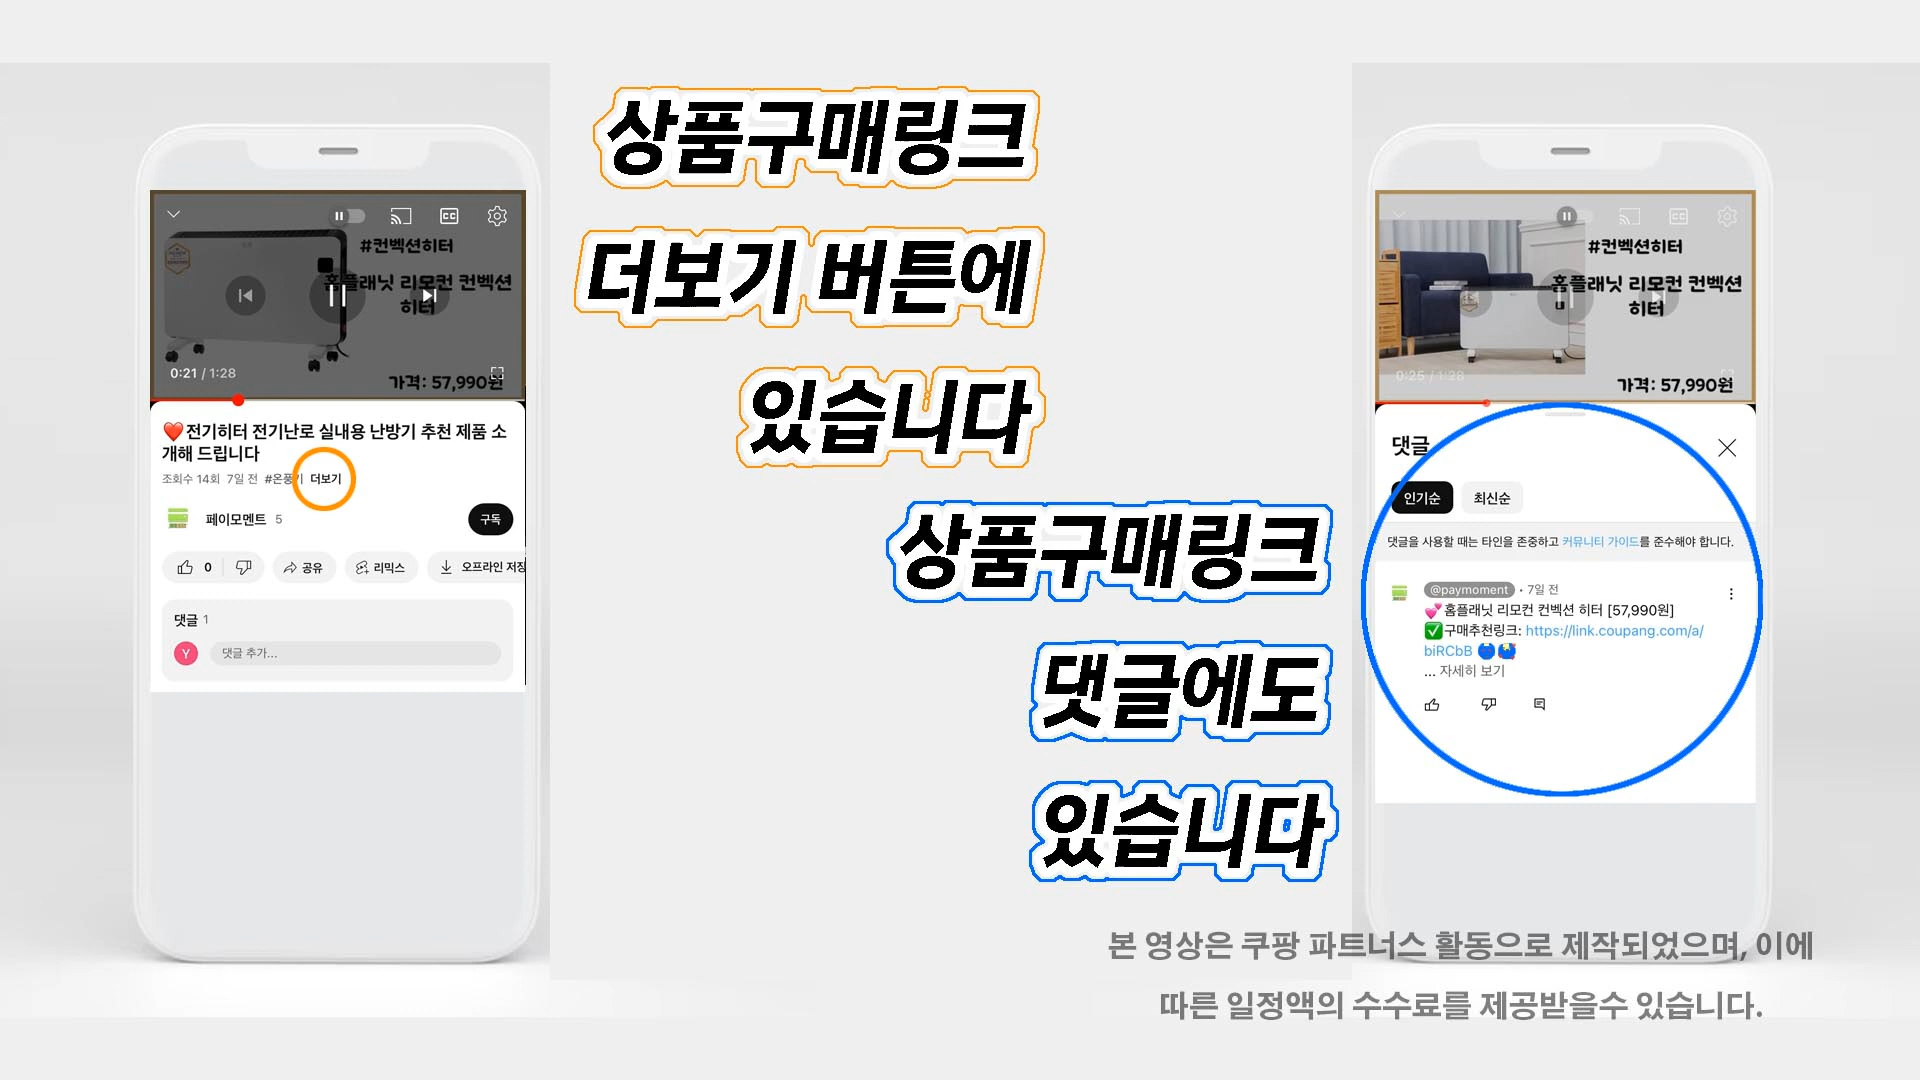 상품구매링크
더보기 버튼에
있습니다
상품구매링크
댓글에도
있습니다
#컨벡션히터
홈플래닛 리모컨 컨벡션
히터
0:21 / 1:28
가격: 57,990원
❤️전기히터 전기난로 실내용 난방기 추천 제품 소
개해 드립니다
조회수 14회 7일 전 #온풍기 더보기
페이모멘트 5
구독
0 공유 리믹스 오프라인 저장
댓글 1
Y 댓글 추가...
#컨벡션히터
홈플래닛 리모컨 컨벡션
히터
0:25 / 1:28
가격: 57,990원
댓글
인기순 최신순
댓글을 사용할 때는 타인을 존중하고 커뮤니티 가이드를 준수해야 합니다.
@paymoment • 7일 전
💕홈플래닛 리모컨 컨벡션 히터 [57,990원]
✅구매추천링크: https://link.coupang.com/a/
biRCbB
... 자세히 보기
본 영상은 쿠팡 파트너스 활동으로 제작되었으며, 이에
따른 일정액의 수수료를 제공받을수 있습니다.